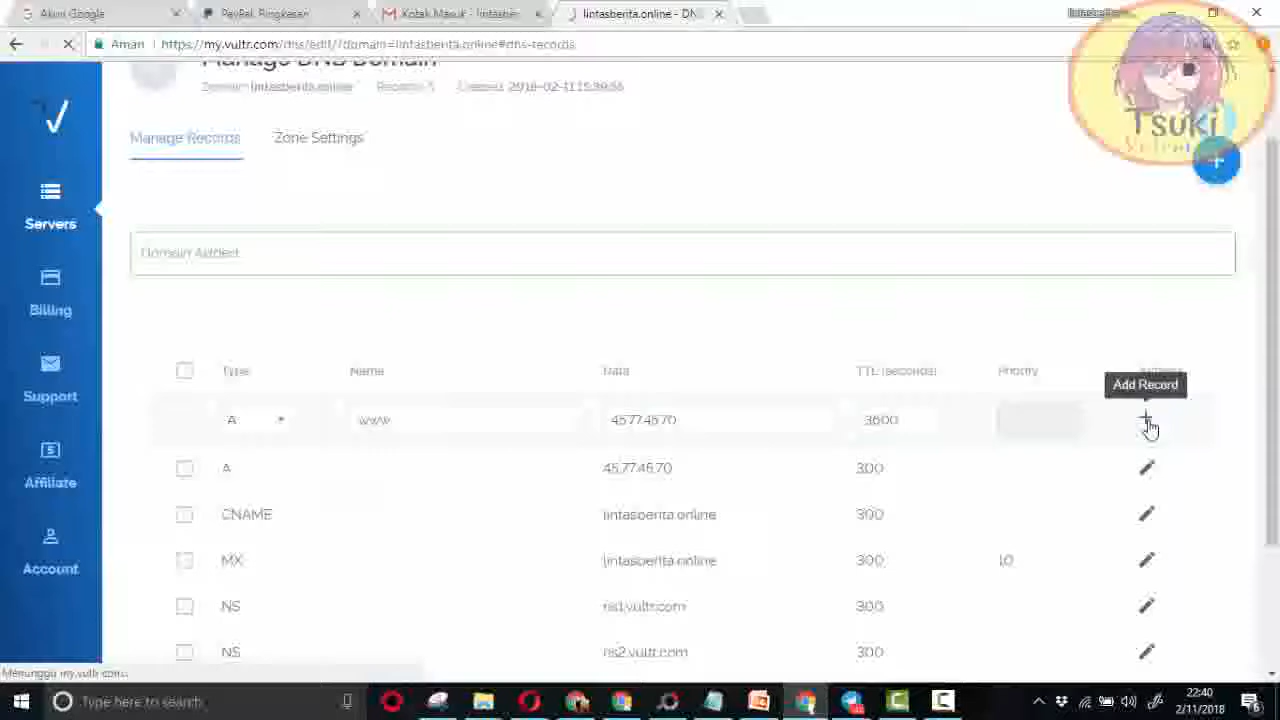 Akun Google
PayPal: Ringkasan
Kotak Masuk - lintasber
lintasberita.online - DN
Aman
https://my.vultr.com/dns/edit/?domain=lintasberita.online#dns-records
Manage DNS Domain
Domain: lintasberita.online
Records: 5
Created: 2018-02-11 15:39:55
Tsuki
Manage Records
Zone Settings
+
Servers
Billing
Support
Affiliate
Account
Domain Added!
Type Name Data TTL (seconds) Priority
Add Record
A www 45.77.45.70 3600
A 45.77.45.70 300
CNAME lintasberita.online 300
MX lintasberita.online 300 10
NS ns1.vultr.com 300
NS ns2.vultr.com 300
Menunggu my.vultr.com...
Type here to search
22:40
2/11/2018